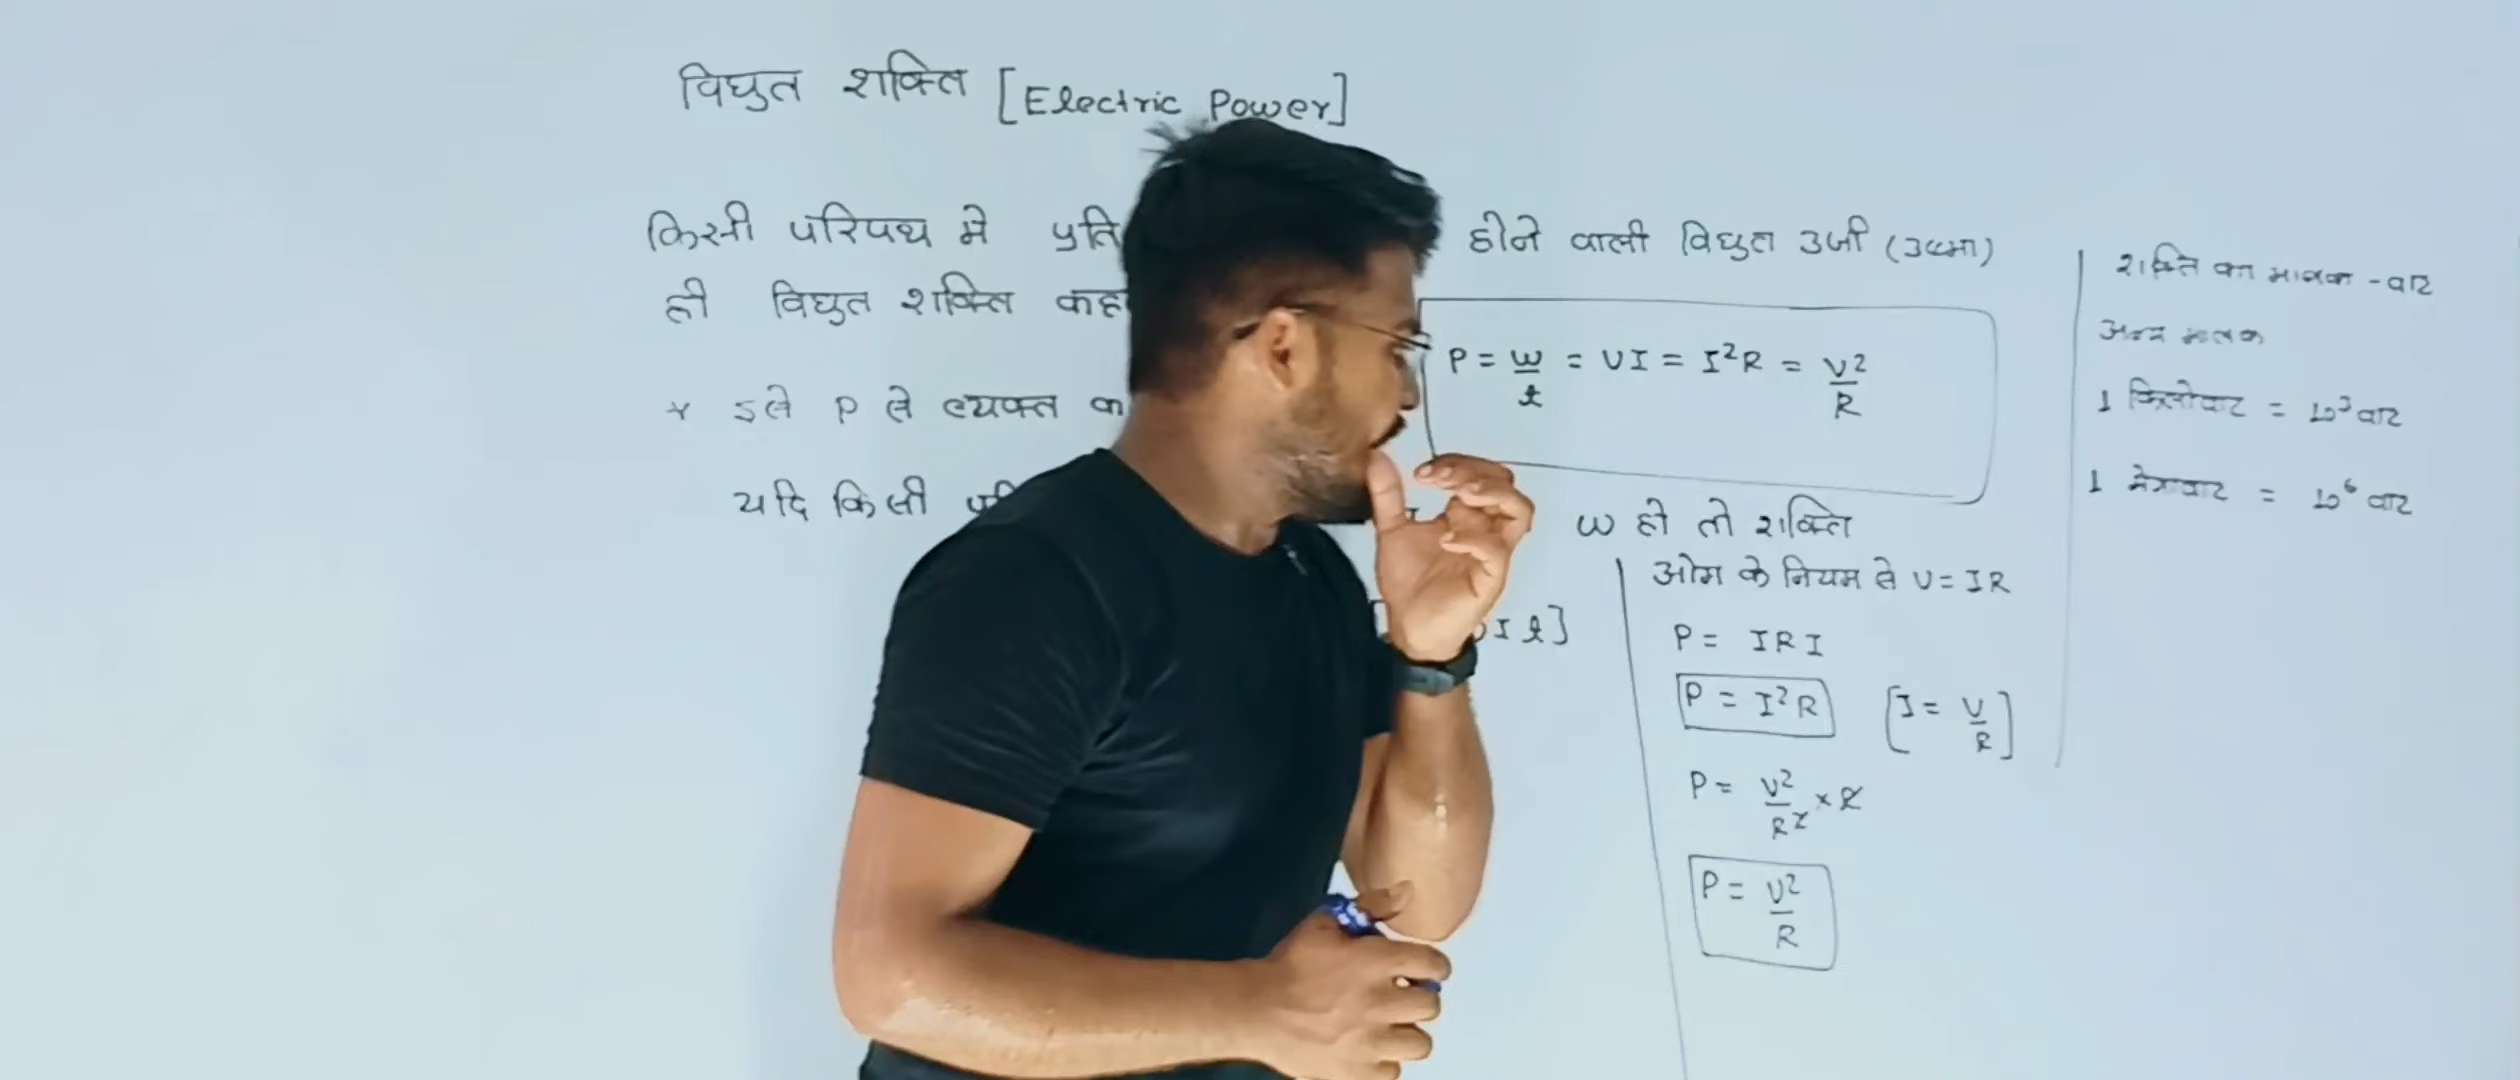 विद्युत शक्ति [Electric Power]
किसी परिपथ मे प्रति होने वाली विद्युत उर्जा (उष्मा)
ही विद्युत शक्ति कह
* इसे P से व्यक्त क
P = W/t = VI = I²R = V²/R
यदि किसी W हो तो शक्ति
I t]
ओम के नियम से V = IR
P = IRI
P = I²R [I = V/R]
P = V²/R² × R
P = V²/R
शक्ति का मात्रक - वाट
अन्य मात्रक
1 किलोवाट = 10³ वाट
1 मेगावाट = 10⁶ वाट